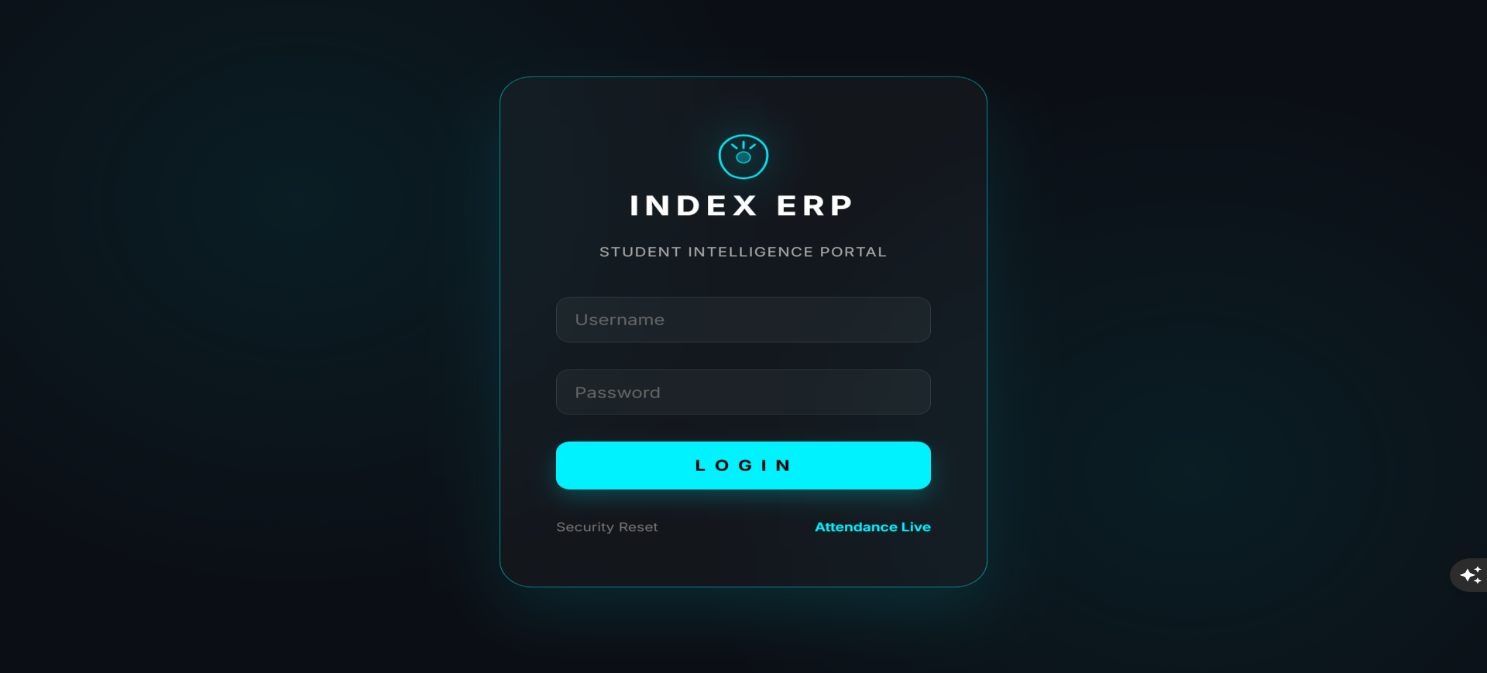 INDEX ERP
STUDENT INTELLIGENCE PORTAL
Username
Password
LOGIN
Security Reset
Attendance Live